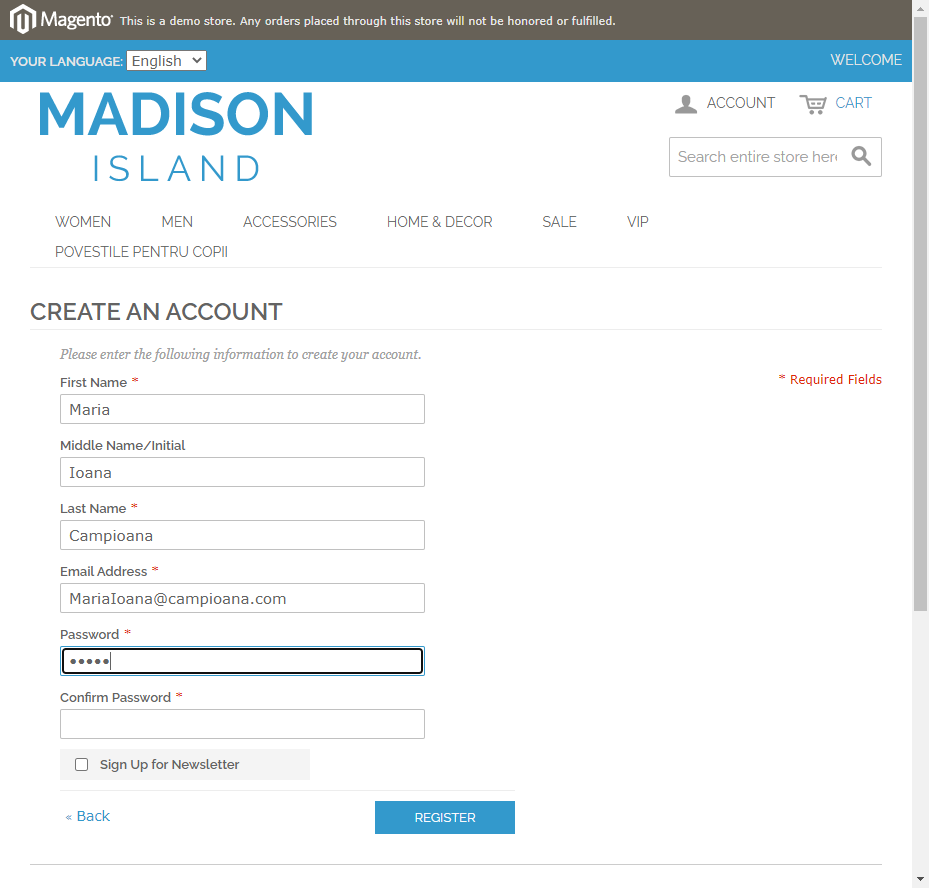 Magento This is a demo store. Any orders placed through this store will not be honored or fulfilled.
YOUR LANGUAGE: English WELCOME
MADISON
ISLAND
ACCOUNT CART
Search entire store here
WOMEN MEN ACCESSORIES HOME & DECOR SALE VIP
POVESTILE PENTRU COPII
CREATE AN ACCOUNT
Please enter the following information to create your account.
* Required Fields
First Name *
Maria
Middle Name/Initial
Ioana
Last Name *
Campioana
Email Address *
MariaIoana@campioana.com
Password *
•••••
Confirm Password *
Sign Up for Newsletter
« Back REGISTER